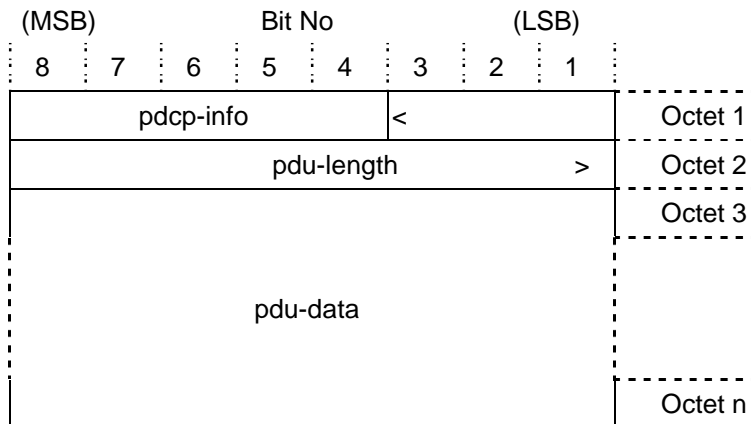 (MSB) Bit No (LSB)
8 7 6 5 4 3 2 1
pdcp-info < Octet 1
pdu-length > Octet 2
Octet 3
pdu-data
Octet n